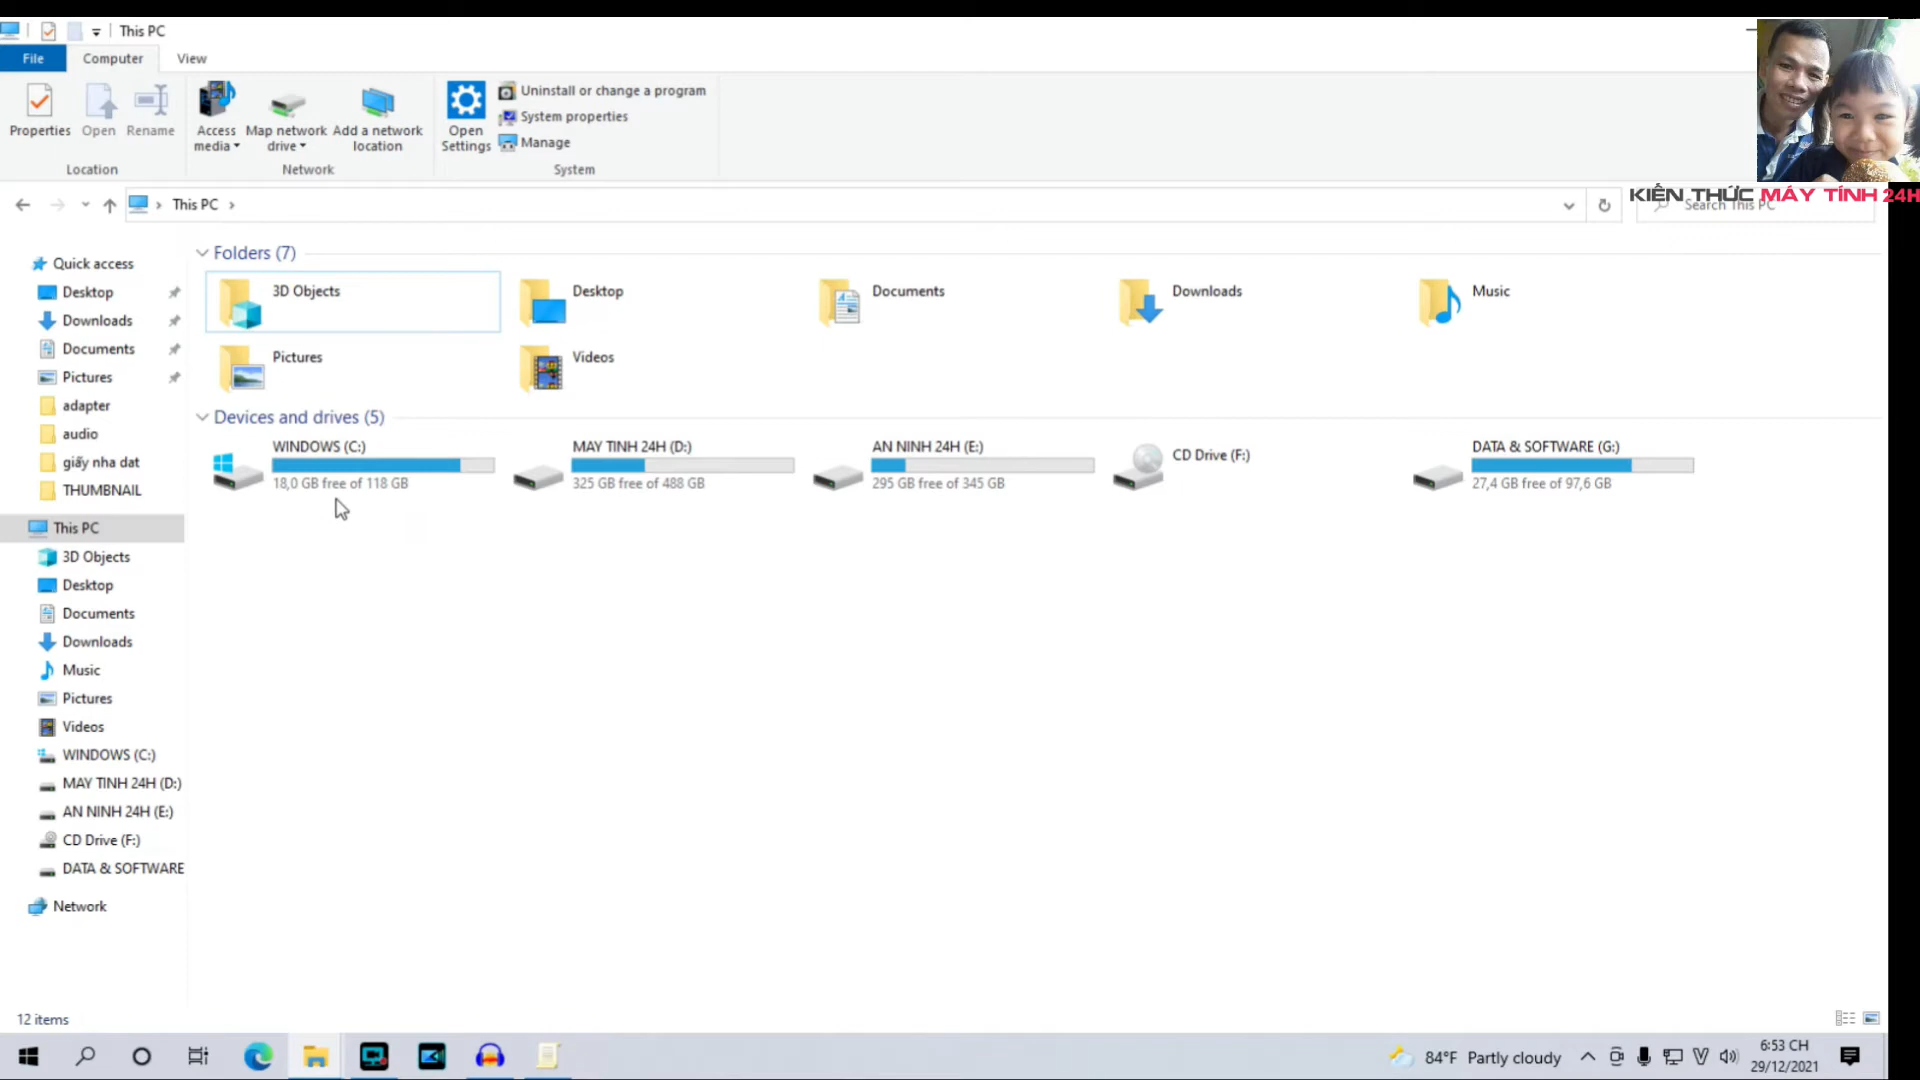 This PC
File Computer View
Properties Open Rename
Access media
Map network drive
Add a network location
Open Settings
Uninstall or change a program
System properties
Manage
Location Network System
This PC
Search This PC
KIẾN THỨC MÁY TÍNH 24H
Quick access
Desktop
Downloads
Documents
Pictures
adapter
audio
giấy nha dat
THUMBNAIL
This PC
3D Objects
Desktop
Documents
Downloads
Music
Pictures
Videos
WINDOWS (C:)
MAY TINH 24H (D:)
AN NINH 24H (E:)
CD Drive (F:)
DATA & SOFTWARE
Network
Folders (7)
3D Objects Desktop Documents Downloads Music
Pictures Videos
Devices and drives (5)
WINDOWS (C:)
18,0 GB free of 118 GB
MAY TINH 24H (D:)
325 GB free of 488 GB
AN NINH 24H (E:)
295 GB free of 345 GB
CD Drive (F:)
DATA & SOFTWARE (G:)
27,4 GB free of 97,6 GB
12 items
84°F Partly cloudy
6:53 CH
29/12/2021